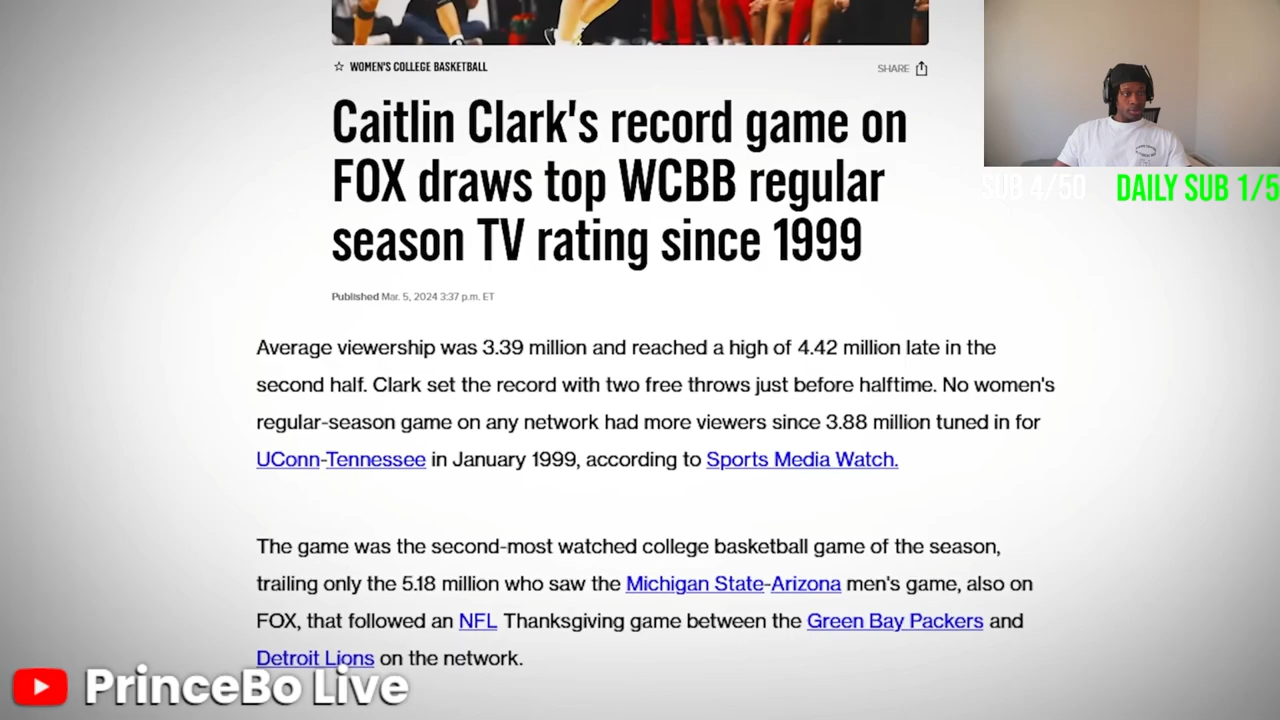 ☆ WOMEN'S COLLEGE BASKETBALL
SHARE
Caitlin Clark's record game on
FOX draws top WCBB regular
season TV rating since 1999
Published Mar. 5, 2024 3:37 p.m. ET
SUB 4/50 DAILY SUB 1/5
Average viewership was 3.39 million and reached a high of 4.42 million late in the
second half. Clark set the record with two free throws just before halftime. No women's
regular-season game on any network had more viewers since 3.88 million tuned in for
UConn-Tennessee in January 1999, according to Sports Media Watch.
The game was the second-most watched college basketball game of the season,
trailing only the 5.18 million who saw the Michigan State-Arizona men's game, also on
FOX, that followed an NFL Thanksgiving game between the Green Bay Packers and
Detroit Lions on the network.
PrinceBo Live